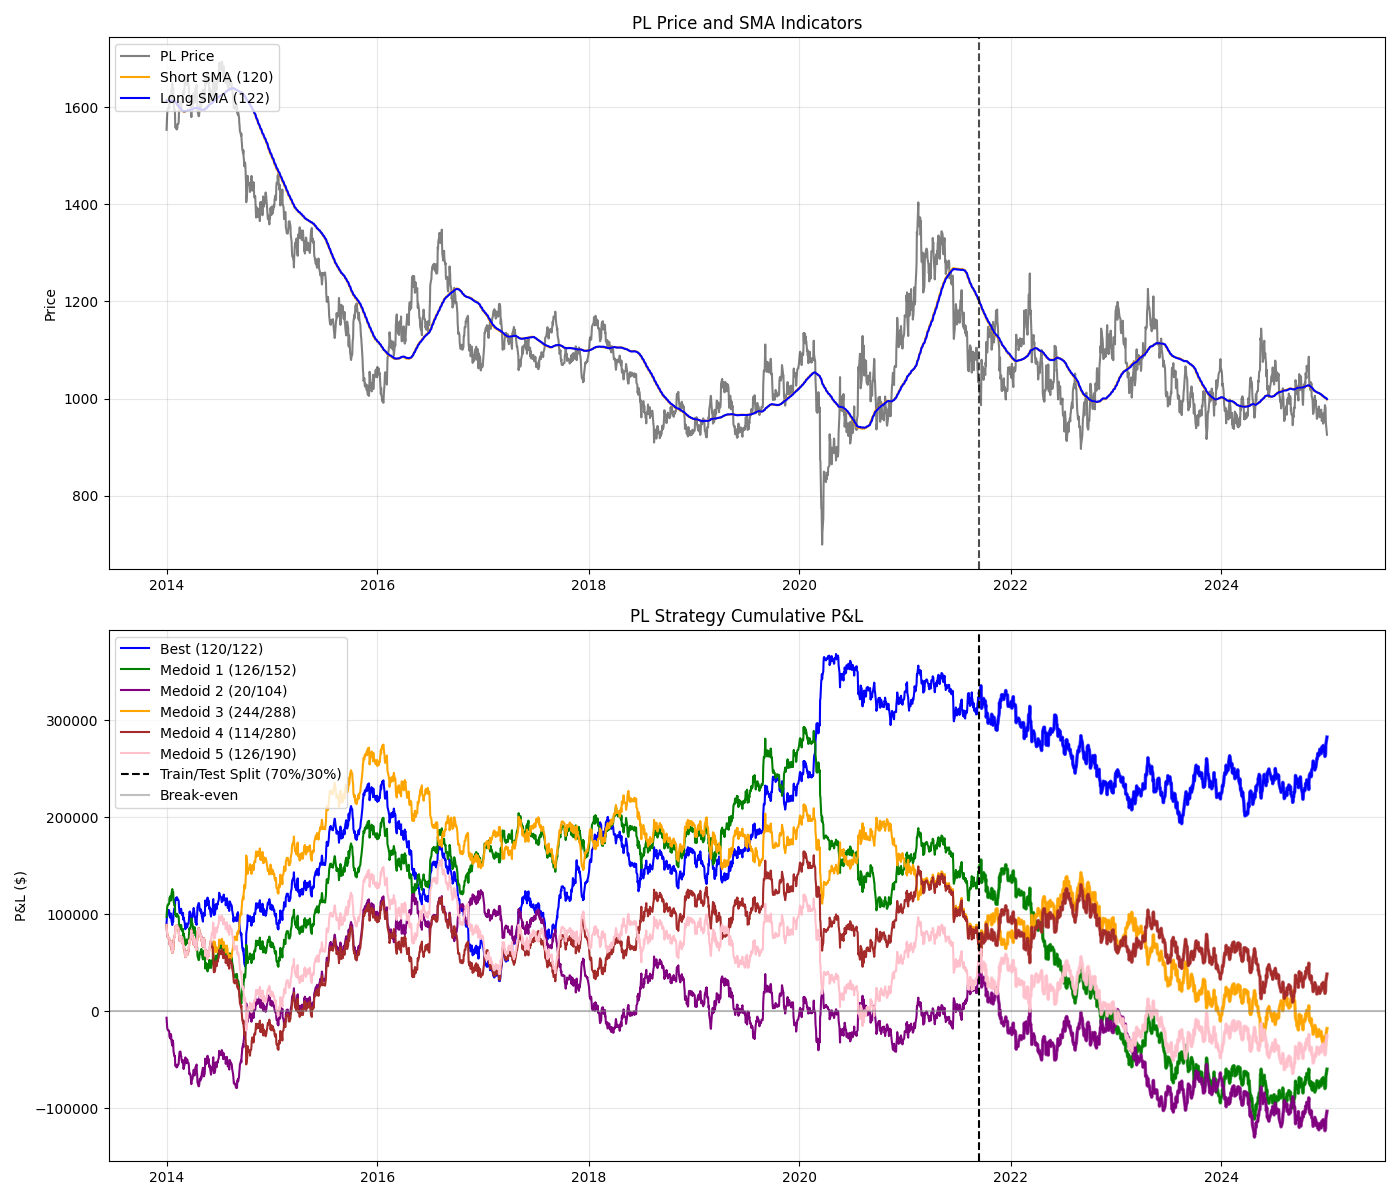 PL Price and SMA Indicators
PL Price
Short SMA (120)
Long SMA (122)
Price
1600
1400
1200
1000
800
2014
2016
2018
2020
2022
2024
PL Strategy Cumulative P&L
Best (120/122)
Medoid 1 (126/152)
Medoid 2 (20/104)
Medoid 3 (244/288)
Medoid 4 (114/280)
Medoid 5 (126/190)
Train/Test Split (70%/30%)
Break-even
P&L ($)
300000
200000
100000
0
−100000
2014
2016
2018
2020
2022
2024